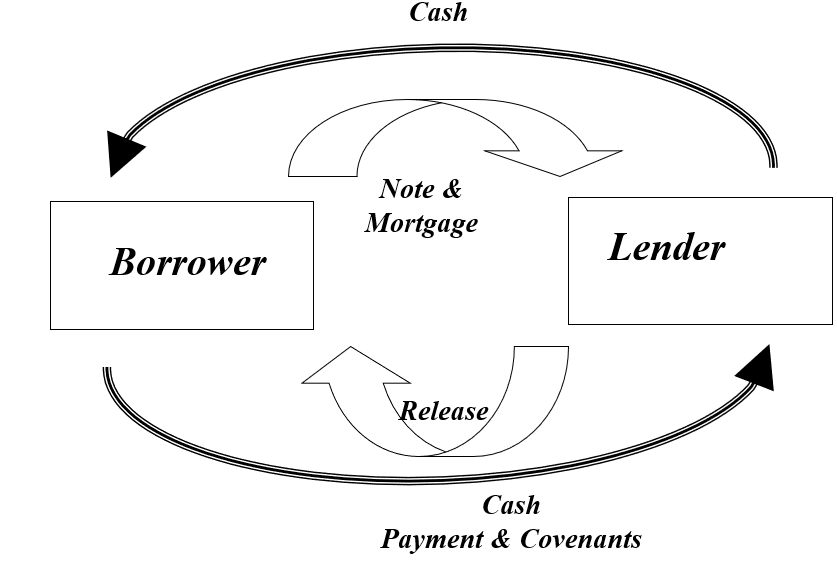 Cash
Note &
Mortgage
Borrower
Lender
Release
Cash
Payment & Covenants